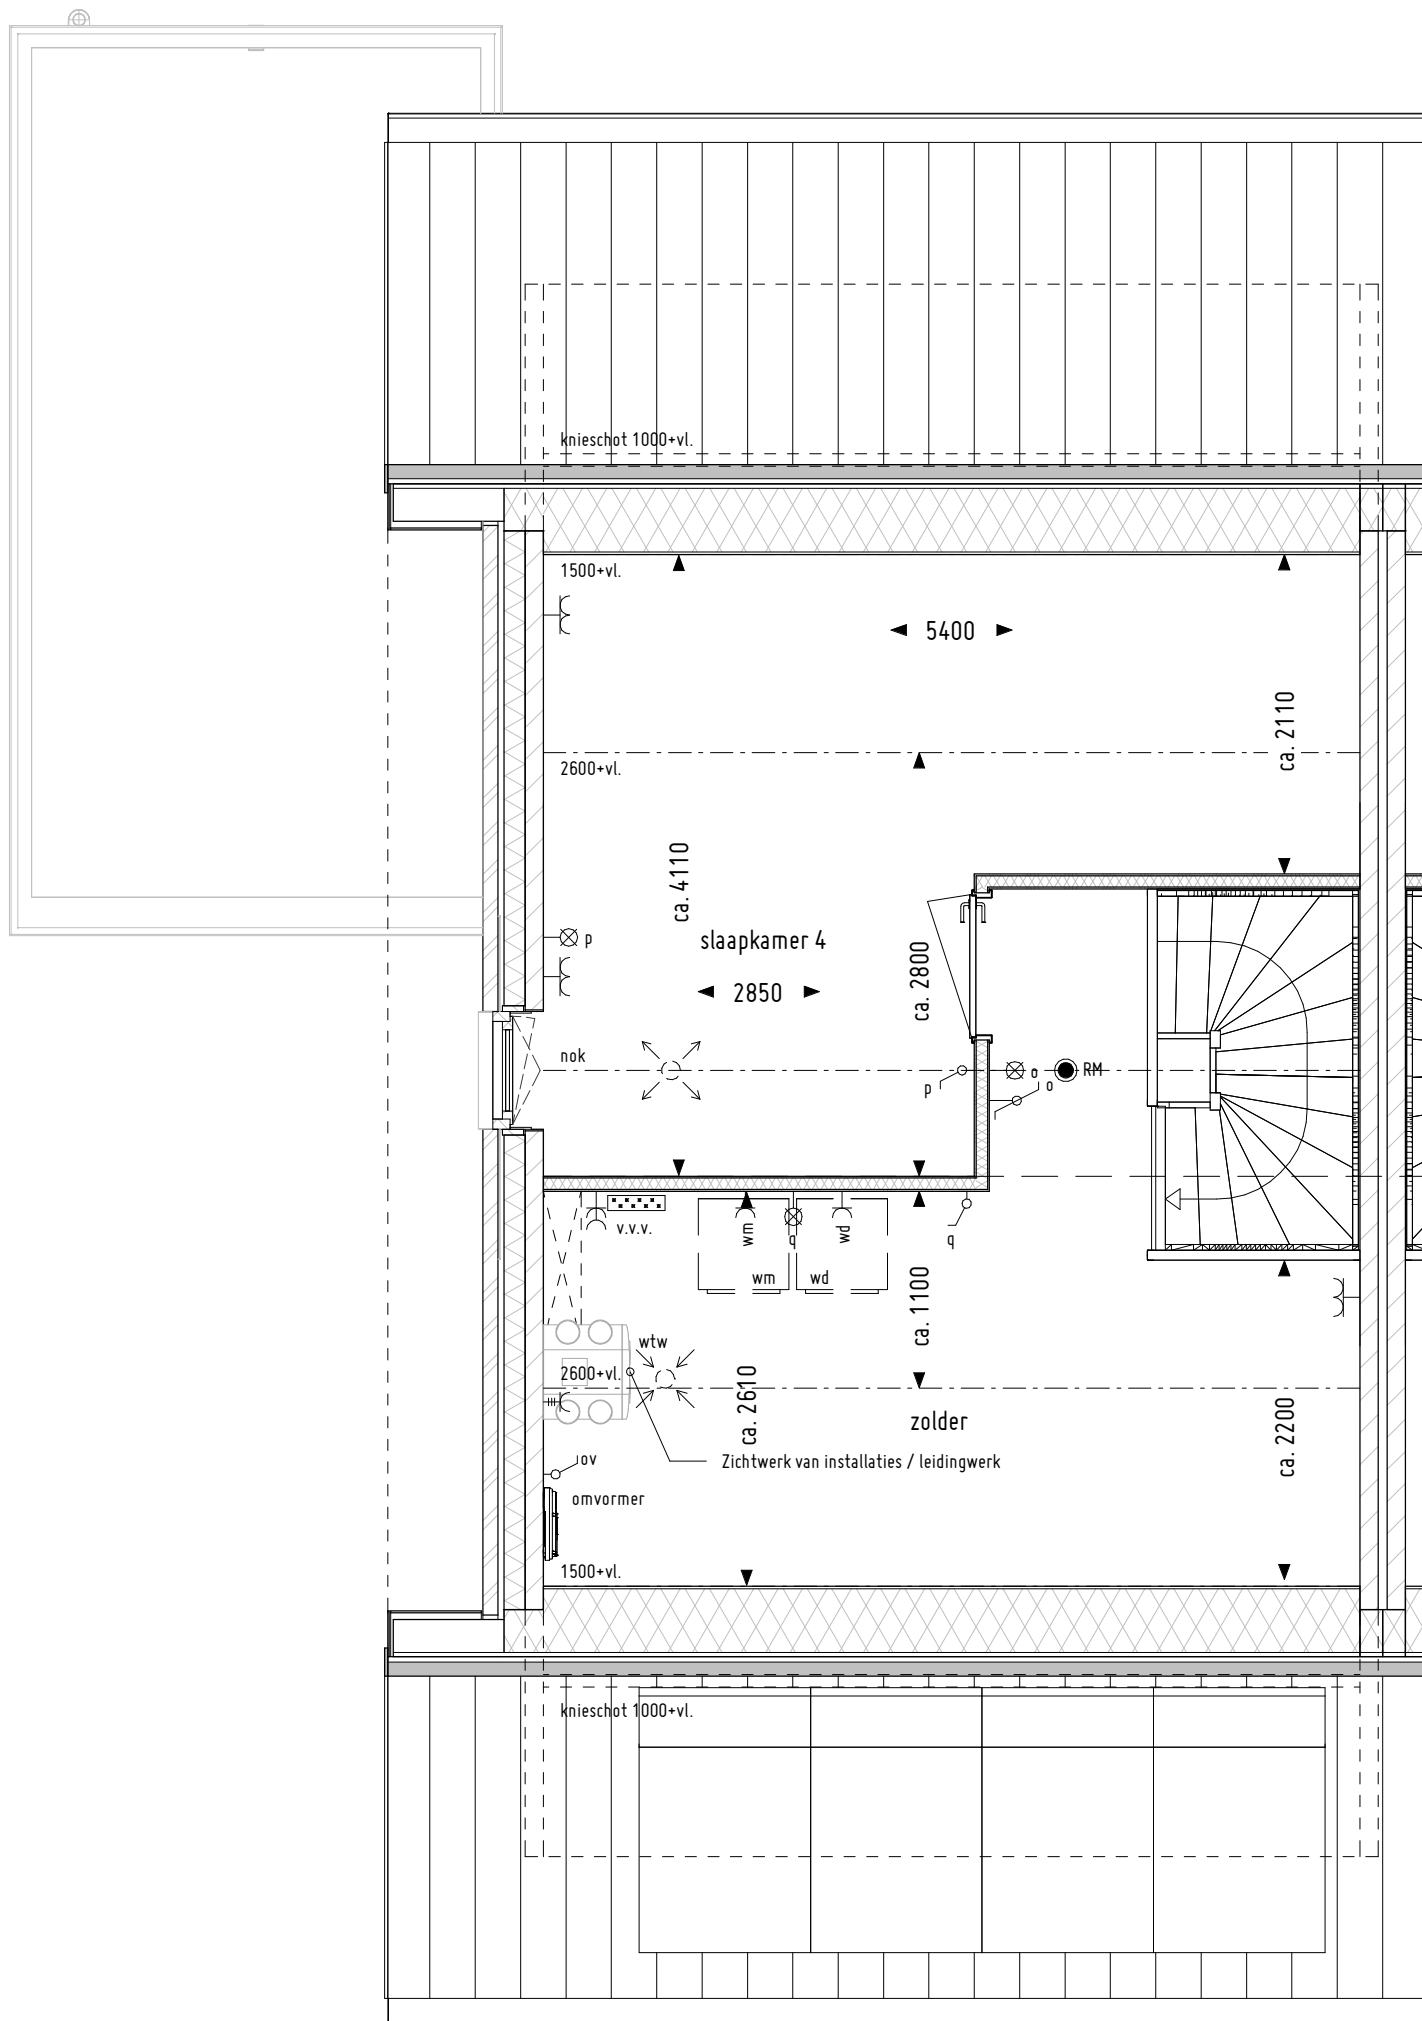 knieschot 1000+vl.
1500+vl.
5400
ca. 2110
2600+vl.
ca. 4110
p
slaapkamer 4
ca. 2800
2850
nok
p
o
o
RM
v.v.v.
wm
q
wd
q
wm
wd
ca. 1100
wtw
2600+vl.
ca. 2610
zolder
ca. 2200
ov
Zichtwerk van installaties / leidingwerk
omvormer
1500+vl.
knieschot 1000+vl.